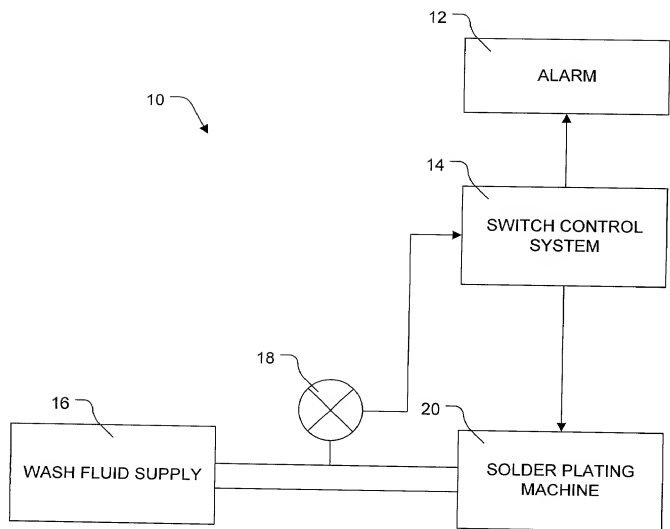 12
ALARM
10
14
SWITCH CONTROL
SYSTEM
18
16
WASH FLUID SUPPLY
20
SOLDER PLATING
MACHINE